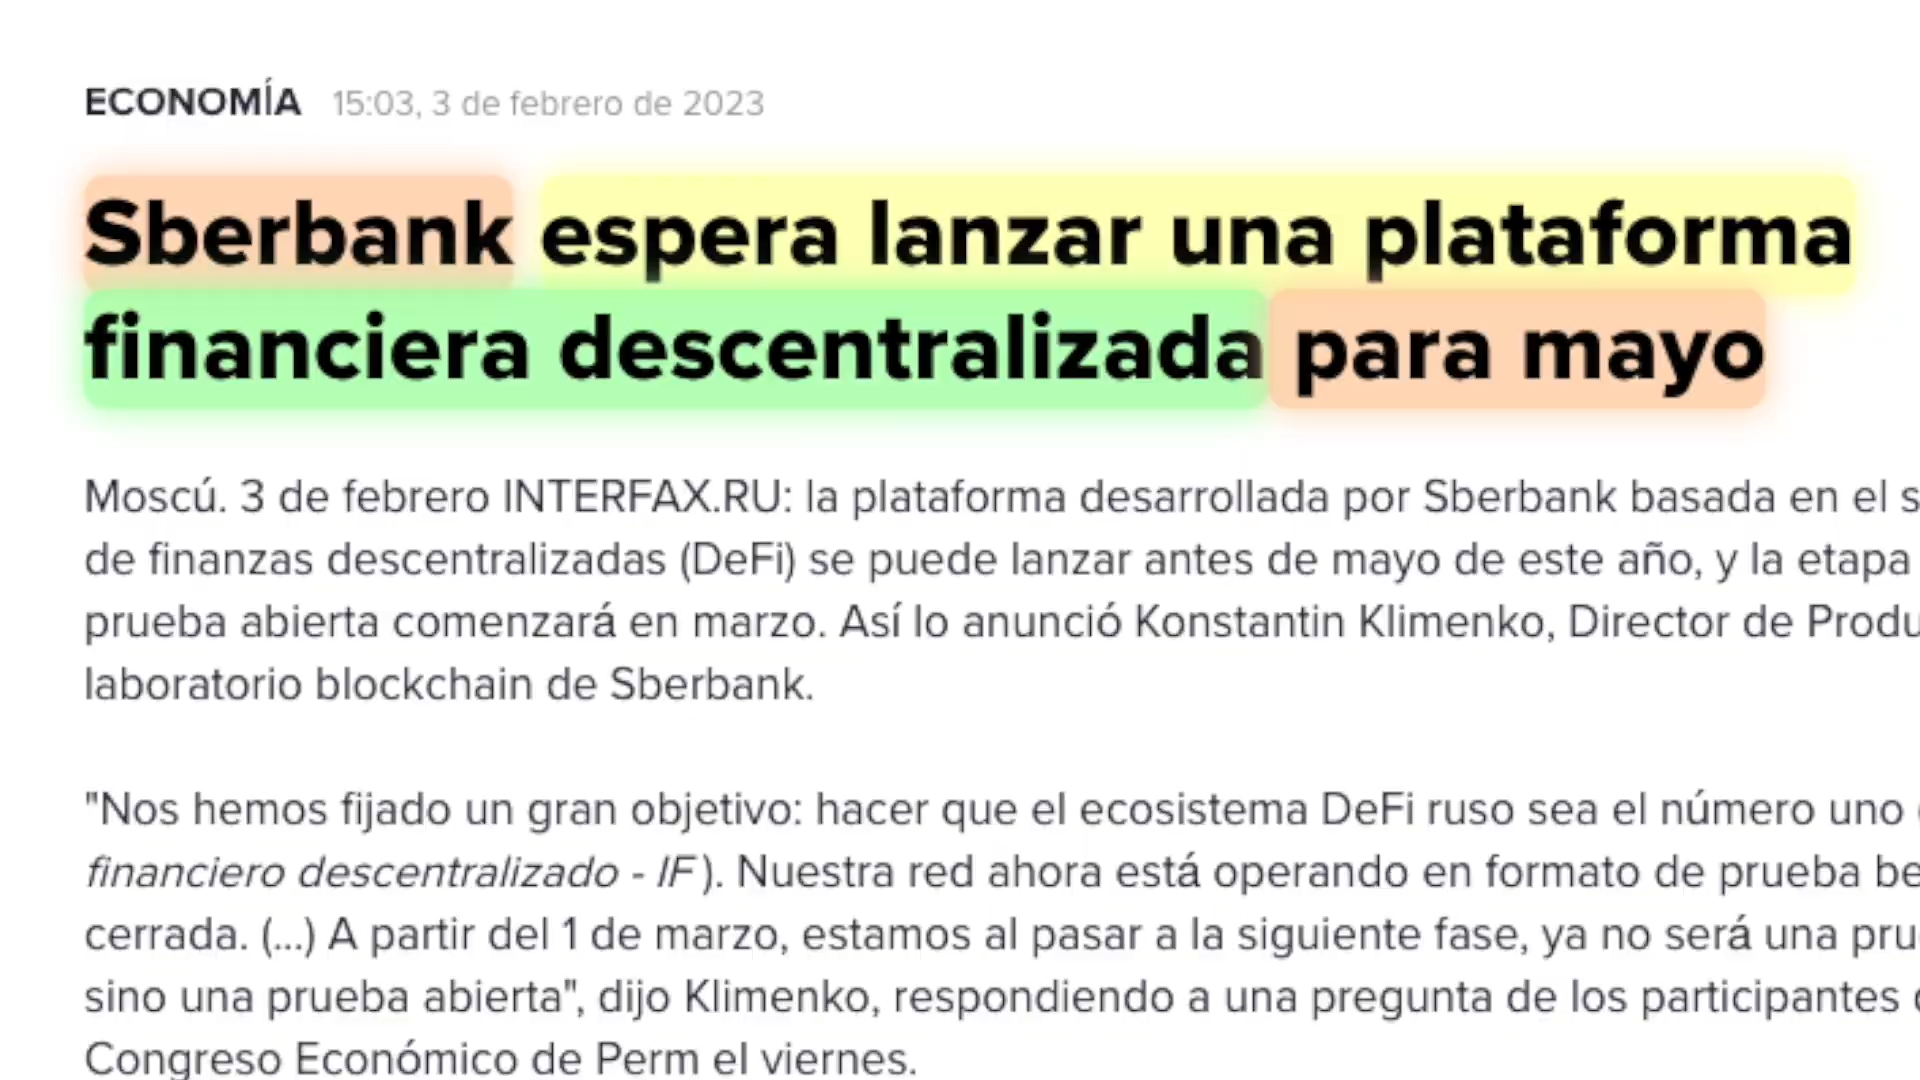 ECONOMÍA 15:03, 3 de febrero de 2023
Sberbank espera lanzar una plataforma
financiera descentralizada para mayo
Moscú. 3 de febrero INTERFAX.RU: la plataforma desarrollada por Sberbank basada en el
de finanzas descentralizadas (DeFi) se puede lanzar antes de mayo de este año, y la etapa
prueba abierta comenzará en marzo. Así lo anunció Konstantin Klimenko, Director de
laboratorio blockchain de Sberbank.
"Nos hemos fijado un gran objetivo: hacer que el ecosistema DeFi ruso sea el número uno
financiero descentralizado - IF ). Nuestra red ahora está operando en formato de prueba
cerrada. (...) A partir del 1 de marzo, estamos al pasar a la siguiente fase, ya no será una
sino una prueba abierta", dijo Klimenko, respondiendo a una pregunta de los participantes
Congreso Económico de Perm el viernes.